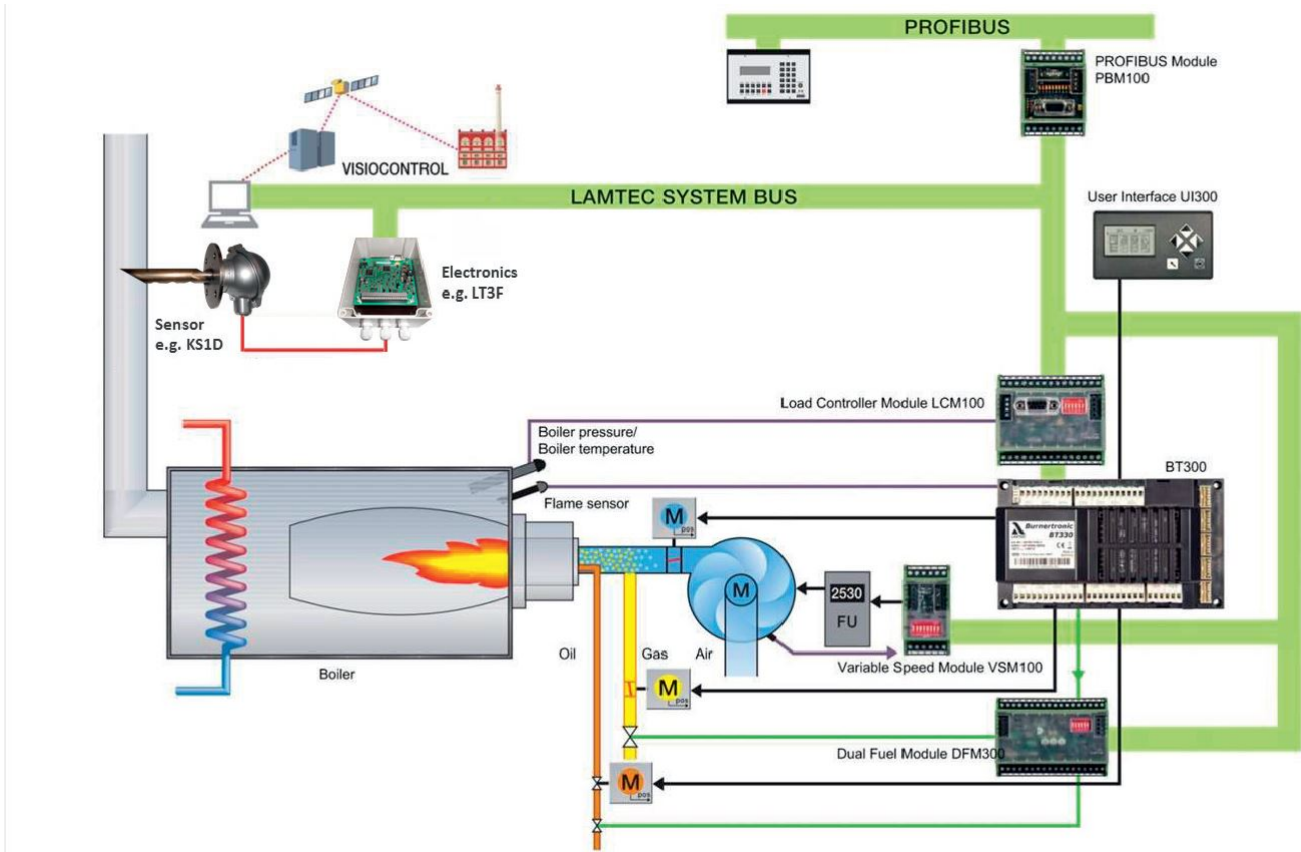 PROFIBUS
PROFIBUS Module
PBM100
VISIOCONTROL
LAMTEC SYSTEM BUS
User Interface UI300
Electronics
e.g. LT3F
Sensor
e.g. KS1D
Load Controller Module LCM100
Boiler pressure/
Boiler temperature
BT300
Flame sensor
M
pos
Burnertronic
BT330
LAMTEC
M
2530
FU
Oil
Gas
Air
Variable Speed Module VSM100
Boiler
M
pos
Dual Fuel Module DFM300
M
pos